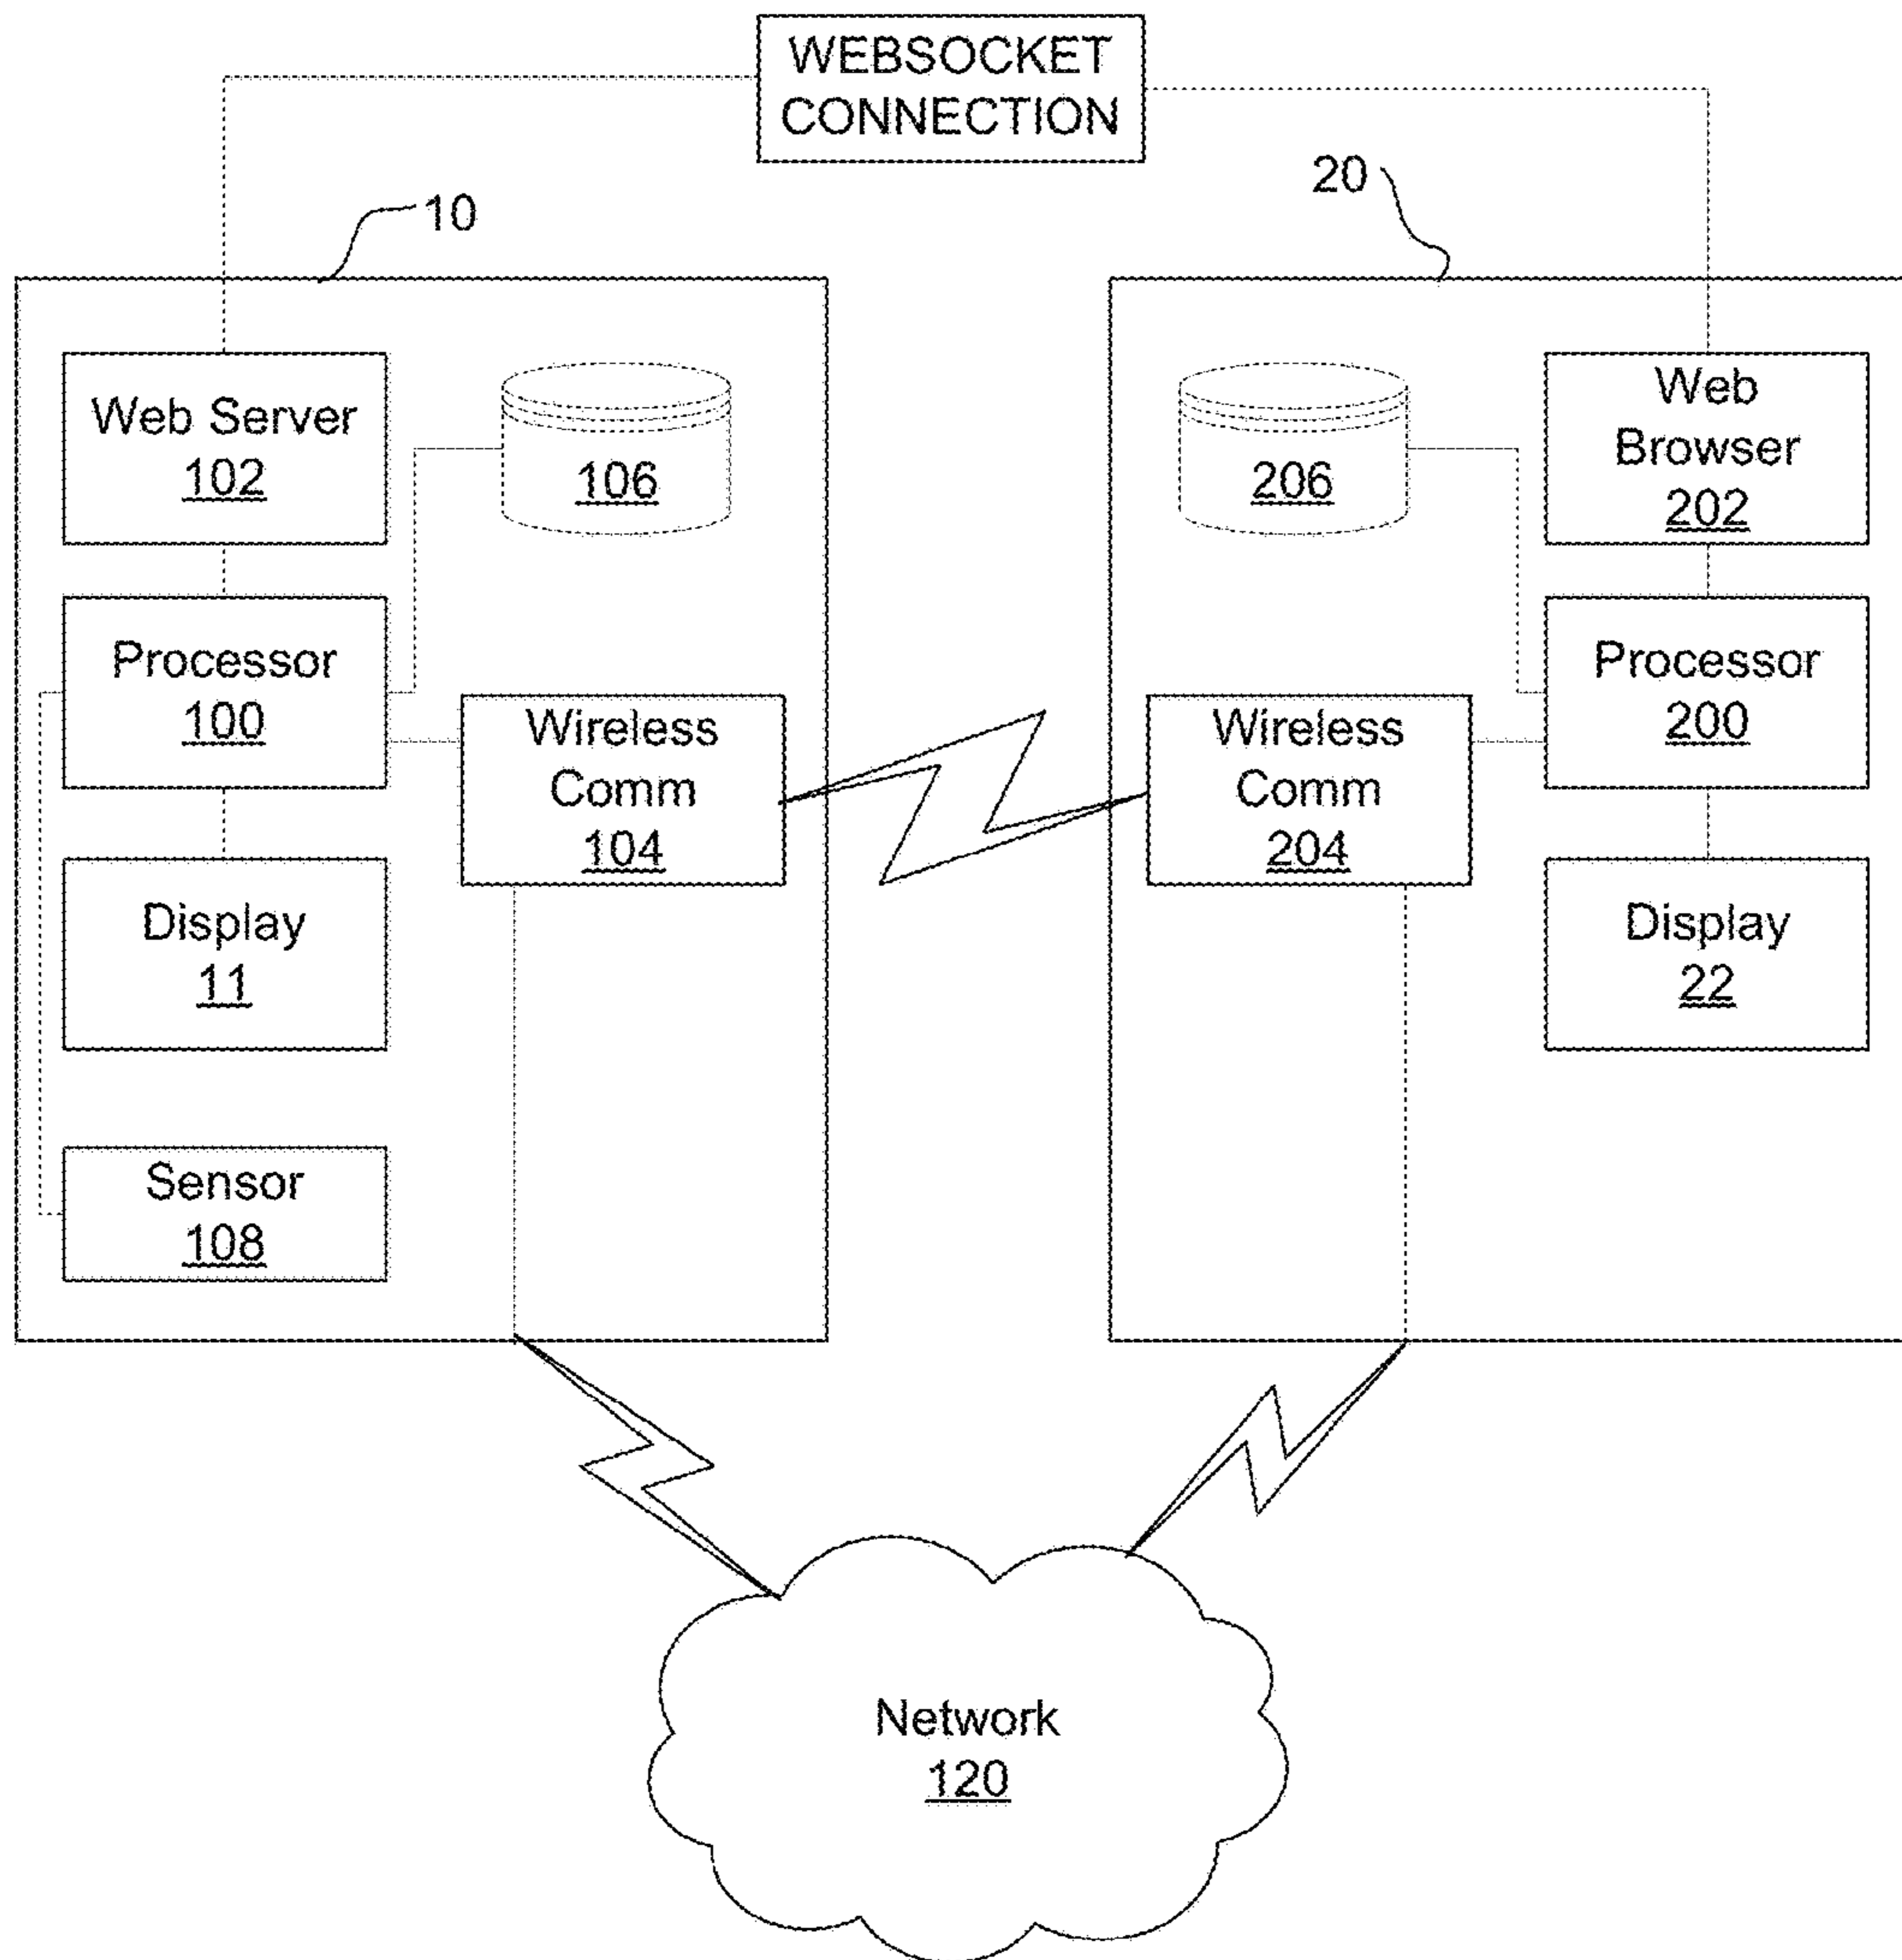 WEBSOCKET
CONNECTION
10
20
Web Server
102
106
Processor
100
Wireless
Comm
104
Display
11
Sensor
108
206
Web
Browser
202
Processor
200
Wireless
Comm
204
Display
22
Network
120